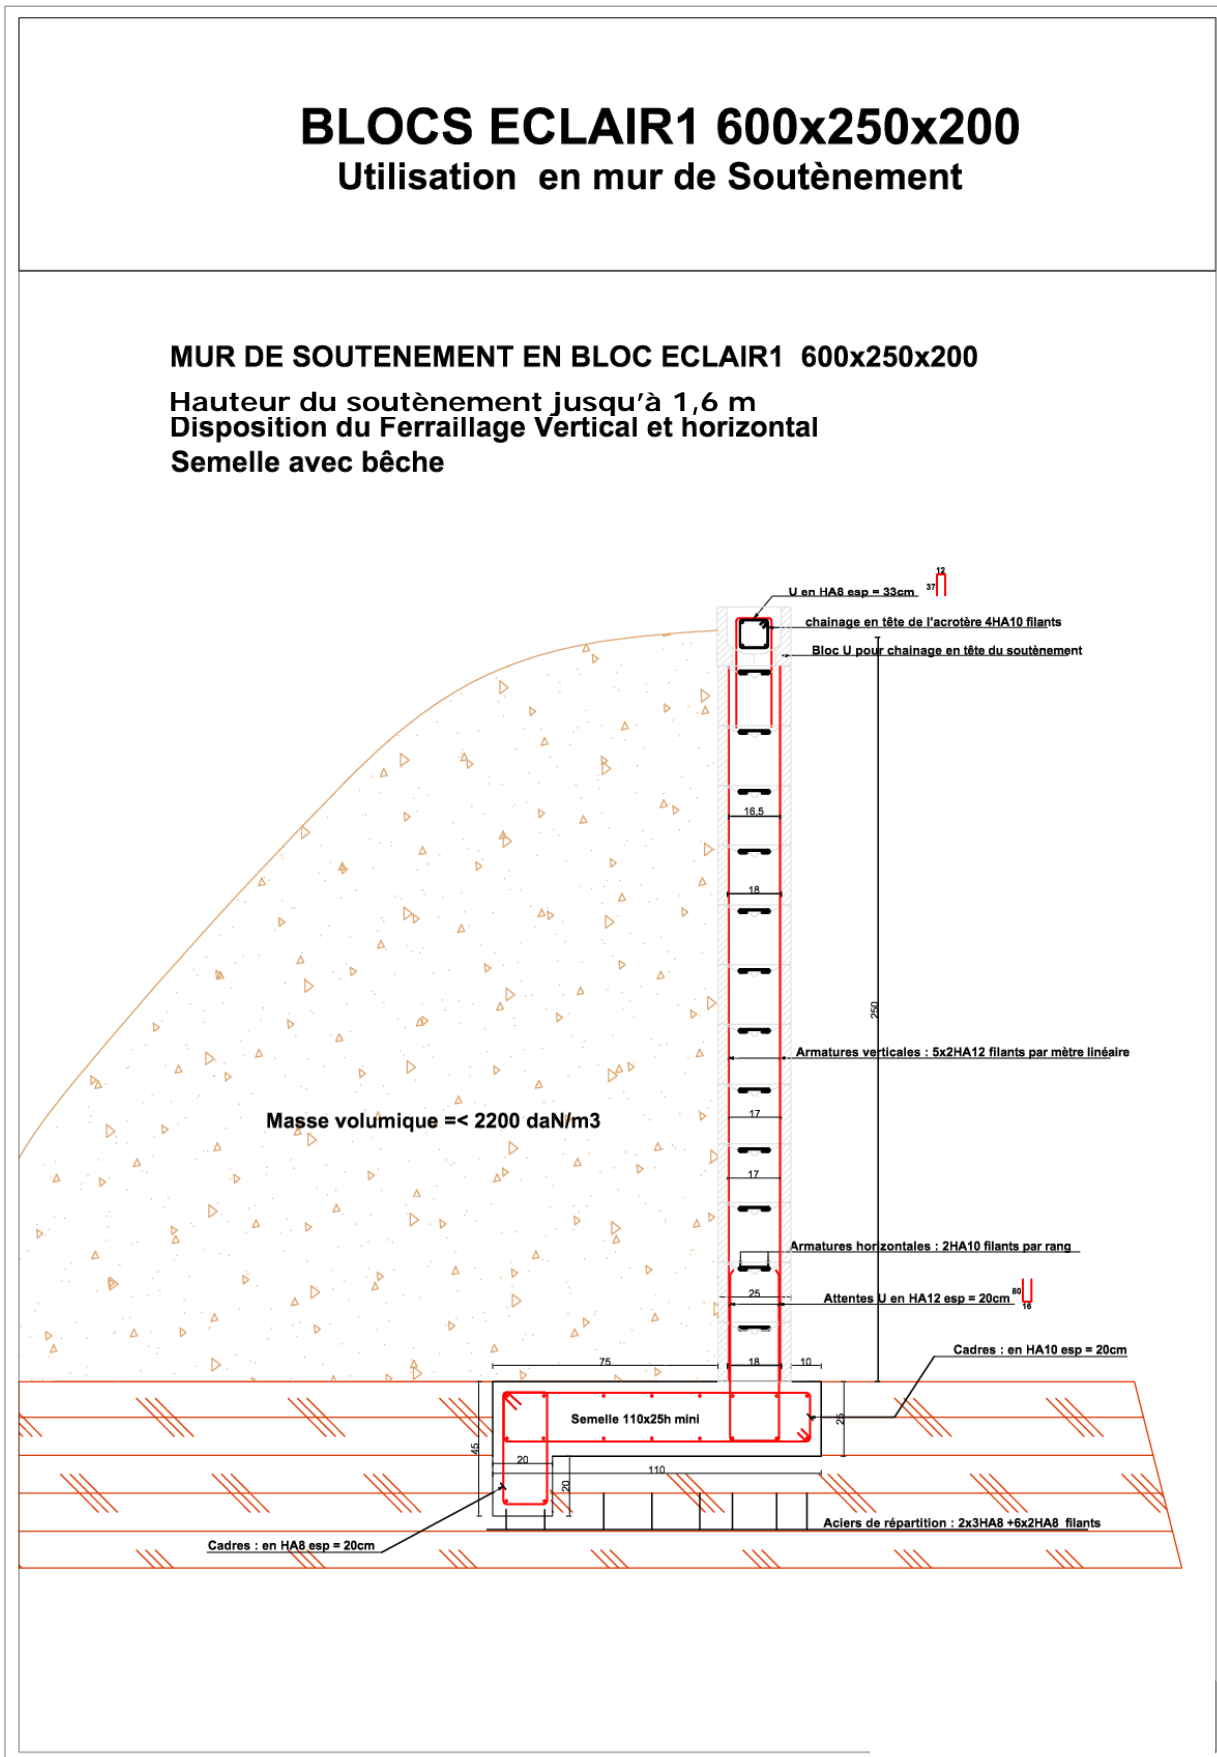 BLOCS ECLAIR1 600x250x200
Utilisation en mur de Soutènement
MUR DE SOUTENEMENT EN BLOC ECLAIR1 600x250x200
Hauteur du soutènement jusqu'à 1,6 m
Disposition du Ferraillage Vertical et horizontal
Semelle avec bêche
12
37
U en HA8 esp = 33cm
chainage en tête de l'acrotère 4HA10 filants
Bloc U pour chainage en tête du soutènement
16,5
18
250
Armatures verticales : 5x2HA12 filants par mètre linéaire
17
Masse volumique =< 2200 daN/m3
17
Armatures horizontales : 2HA10 filants par rang
25
Attentes U en HA12 esp = 20cm
80
16
Cadres : en HA10 esp = 20cm
75
18
10
Semelle 110x25h mini
25
45
20
110
20
Aciers de répartition : 2x3HA8 +6x2HA8 filants
Cadres : en HA8 esp = 20cm